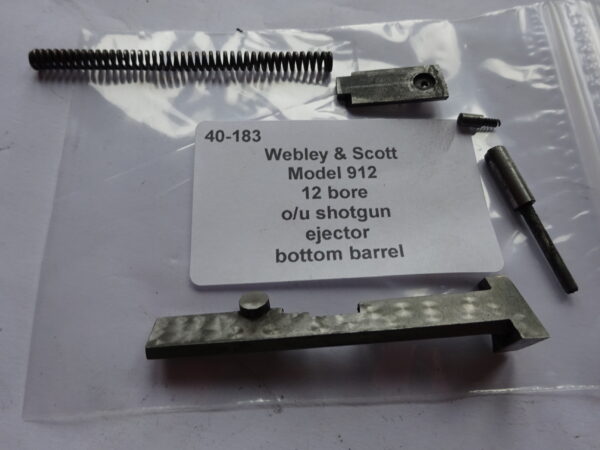 40-183
Webley & Scott
Model 912
12 bore
o/u shotgun
ejector
bottom barrel